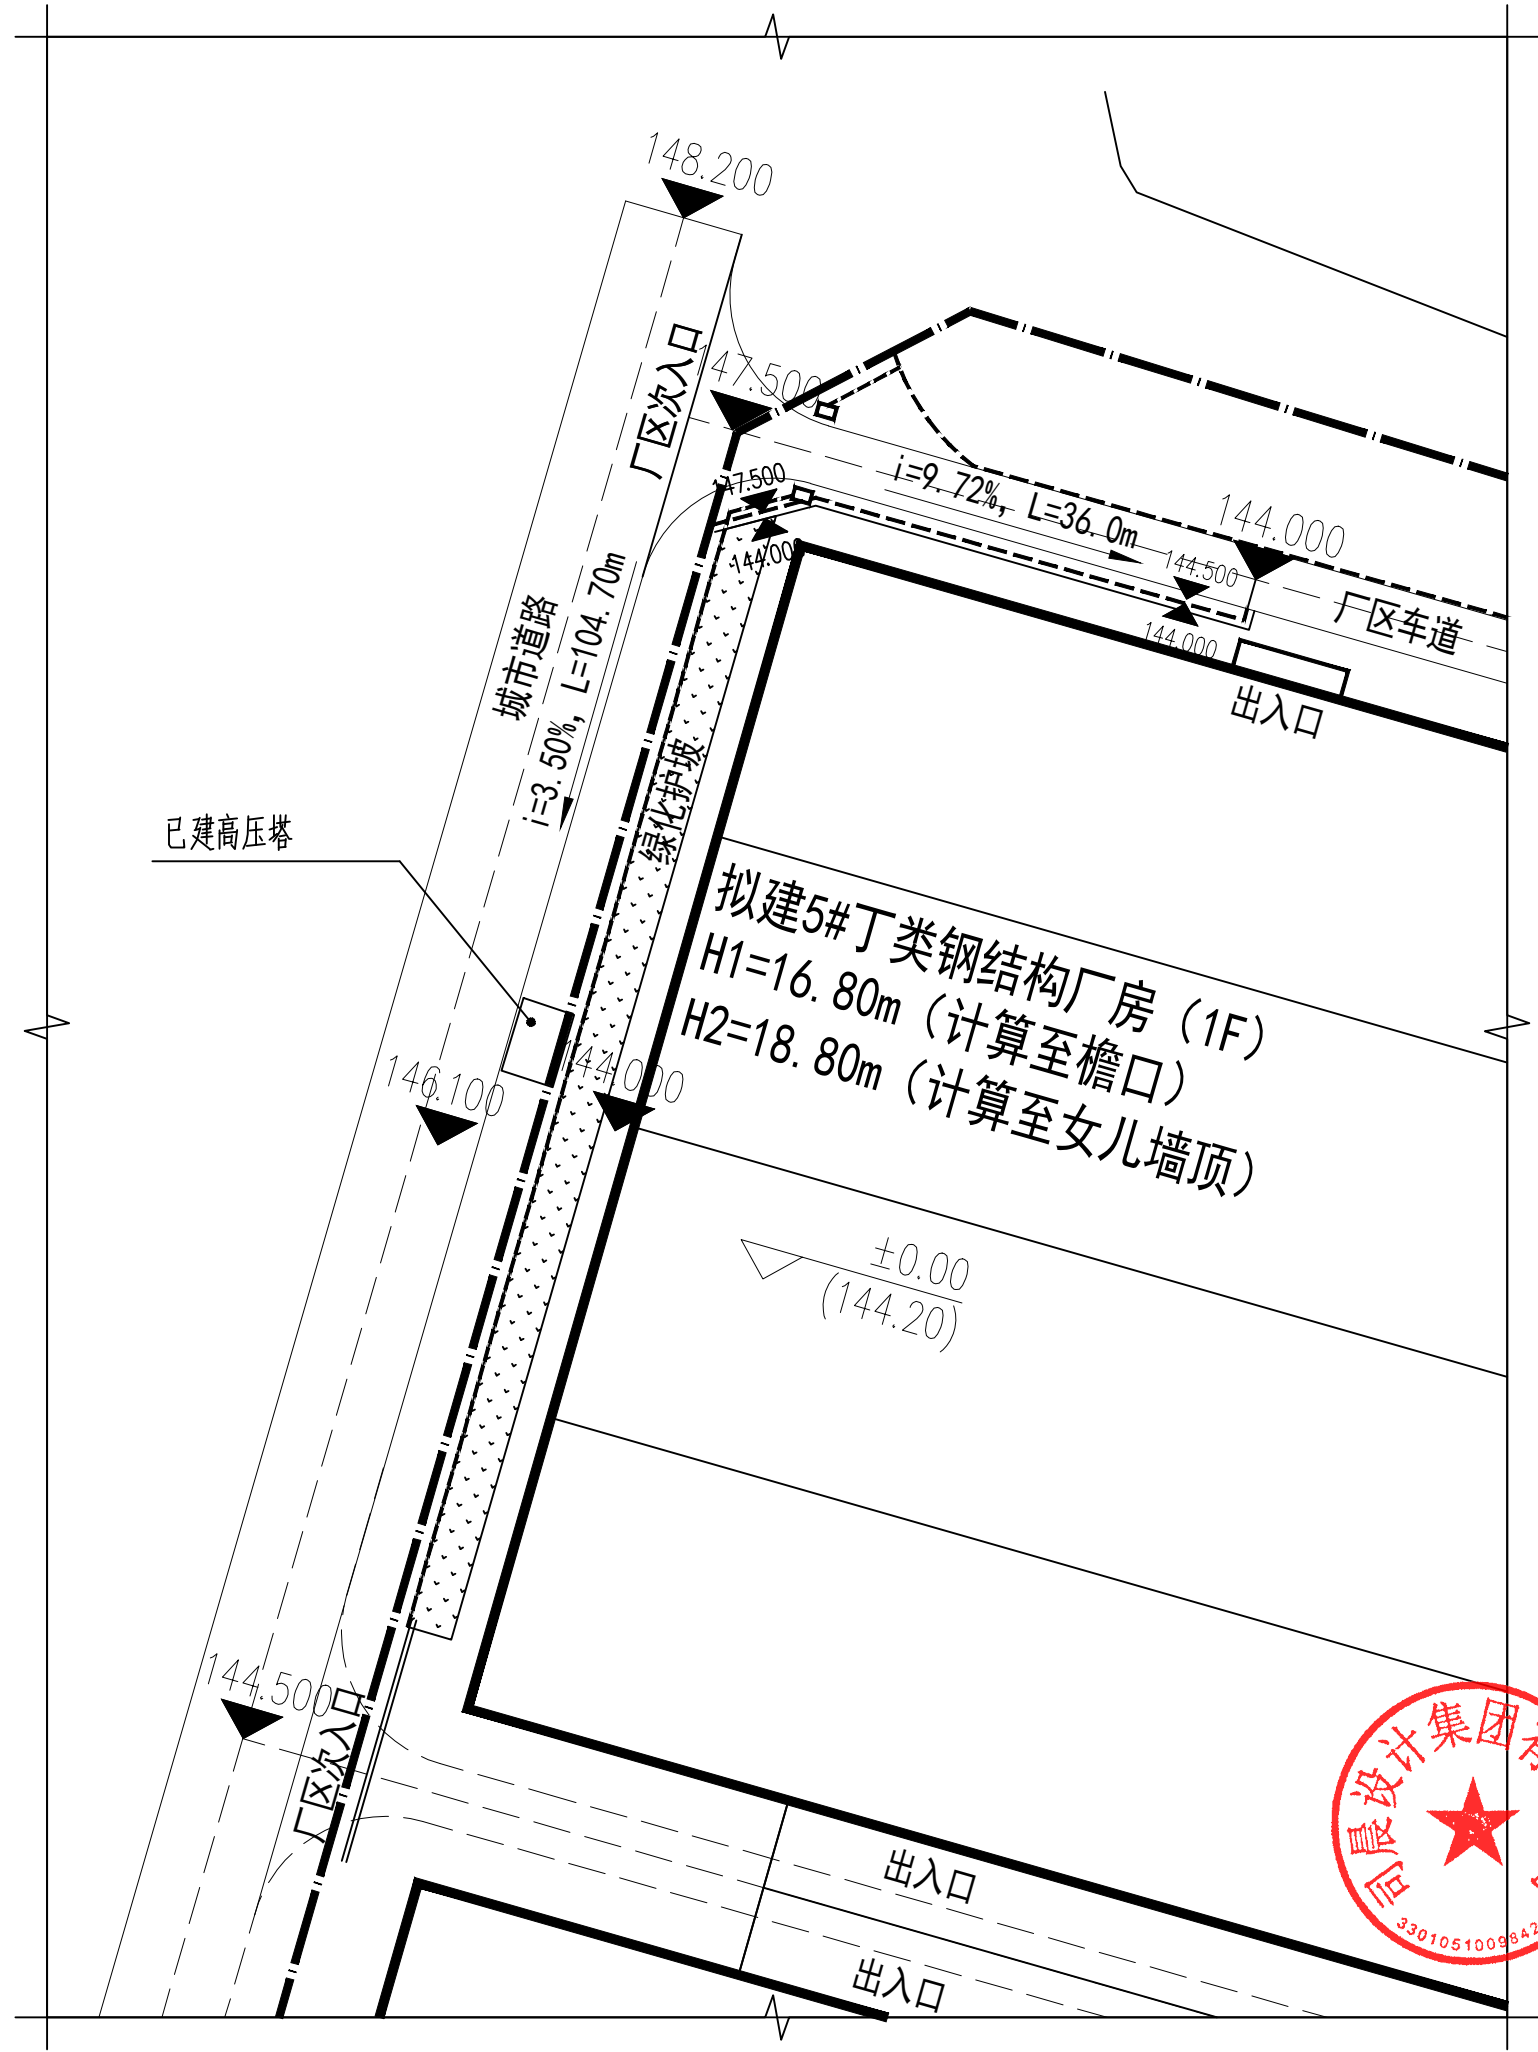 148.200
厂区次入口
147.500
147.500
144.000
i=9.72%, L=36.0m
144.000
144.500
144.000
厂区车道
出入口
城市道路
i=3.50%, L=104.70m
绿化护坡
已建高压塔
拟建5#丁类钢结构厂房（1F）
H1=16.80m（计算至檐口）
H2=18.80m（计算至女儿墙顶）
146.100
144.000
±0.00
(144.20)
144.500
厂区次入口
出入口
出入口
司晨设计集团有
3301051009842